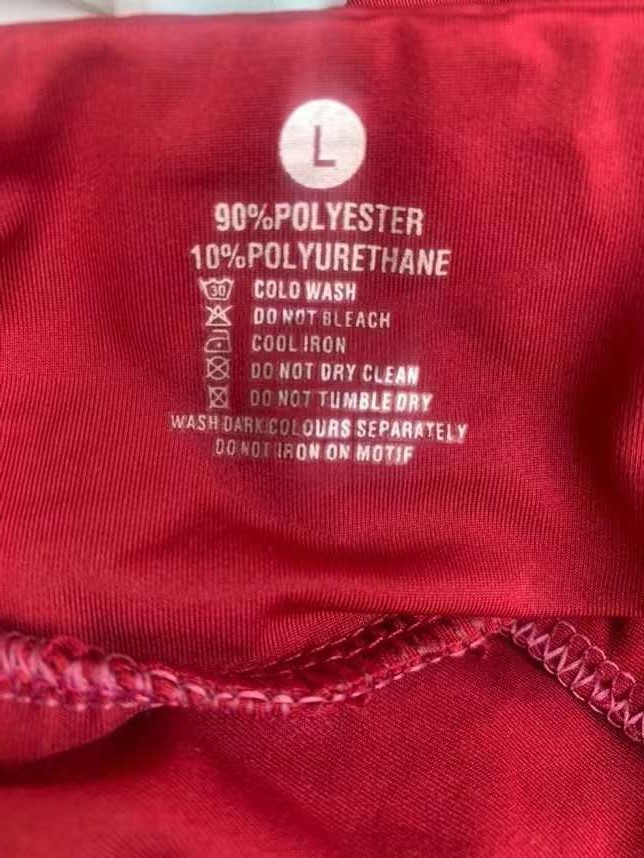 L
90%POLYESTER
10%POLYURETHANE
30 COLD WASH
DO NOT BLEACH
COOL IRON
DO NOT DRY CLEAN
DO NOT TUMBLE DRY
WASH DARK COLOURS SEPARATELY
DO NOT IRON ON MOTIF